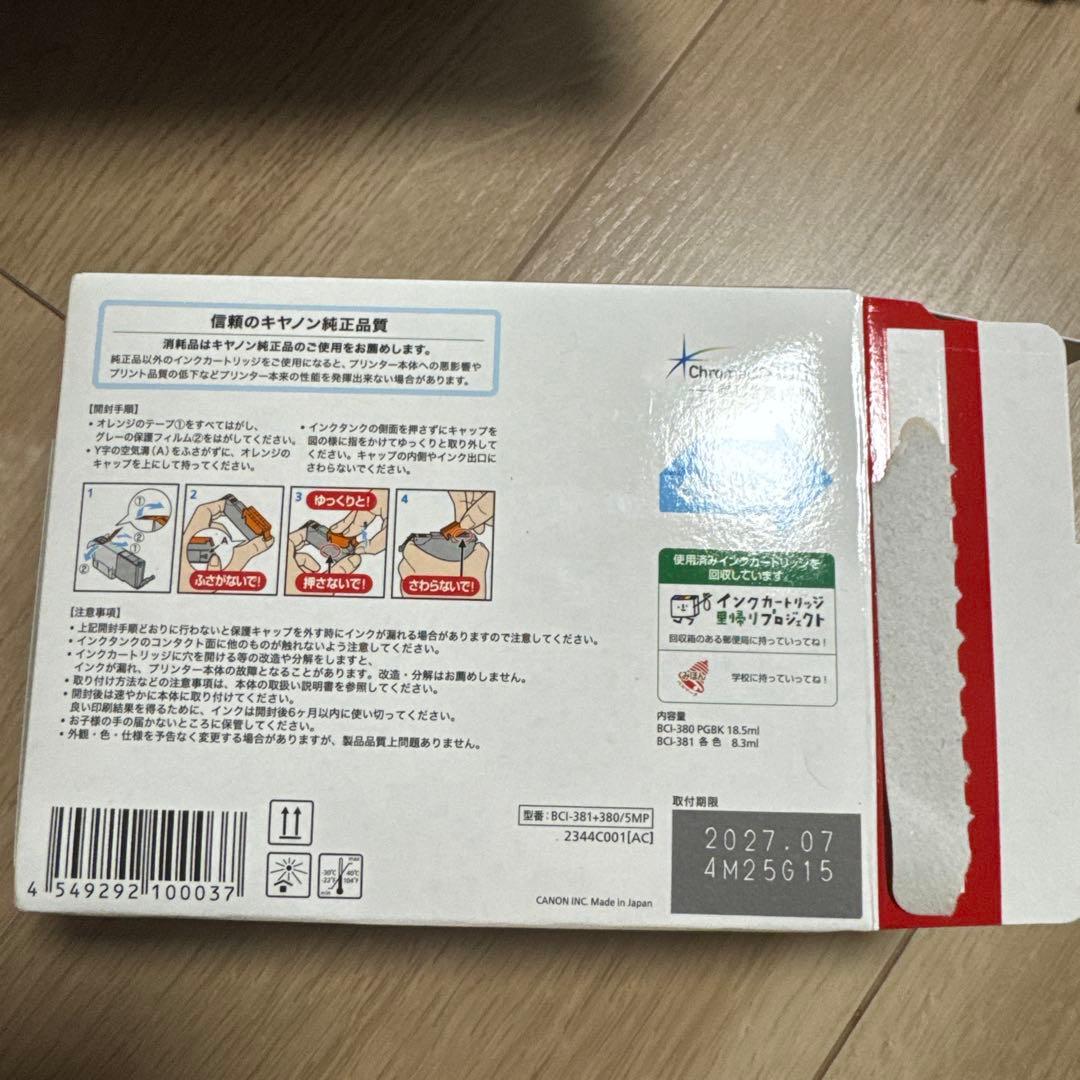 信頼のキヤノン純正品質
消耗品はキヤノン純正品のご使用をお薦めします。
純正品以外のインクカートリッジをご使用になると、プリンター本体への悪影響や
プリント品質の低下などプリンター本来の性能を発揮出来ない場合があります。
【開封手順】
• オレンジのテープ①をすべてはがし、
グレーの保護フィルム②をはがしてください。
• Y字の空気溝(A)をふさがずに、オレンジの
キャップを上にして持ってください。
• インクタンクの側面を押さずにキャップを
図の様に指をかけてゆっくりと取り外して
ください。キャップの内側やインク出口に
さわらないでください。
1
①
②
①
②
2
A
ふさがないで!
3
ゆっくりと!
押さないで!
4
さわらないで!
【注意事項】
• 上記開封手順どおりに行わないと保護キャップを外す時にインクが漏れる場合がありますので注意してください。
• インクタンクのコンタクト面に他のものが触れないよう注意してください。
• インクカートリッジに穴を開ける等の改造や分解をしますと、
インクが漏れ、プリンター本体の故障となることがあります。改造・分解はお薦めしません。
• 取り付け方法などの注意事項は、本体の取扱い説明書を参照してください。
• 開封後は速やかに本体に取り付けてください。
良い印刷結果を得るために、インクは開封後6ヶ月以内に使い切ってください。
• お子様の手の届かないところに保管してください。
• 外観・色・仕様を予告なく変更する場合がありますが、製品品質上問題ありません。
使用済みインクカートリッジを
回収しています。
インクカートリッジ
里帰りプロジェクト
回収箱のある郵便局に持っていってね!
みほん
学校に持っていってね!
内容量
BCI-380 PGBK 18.5ml
BCI-381 各色 8.3ml
取付期限
2027.07
4M25G15
型番:BCI-381+380/5MP
2344C001[AC]
CANON INC. Made in Japan
4 549292 100037
max
-30℃
-22°F
40℃
104°F
min